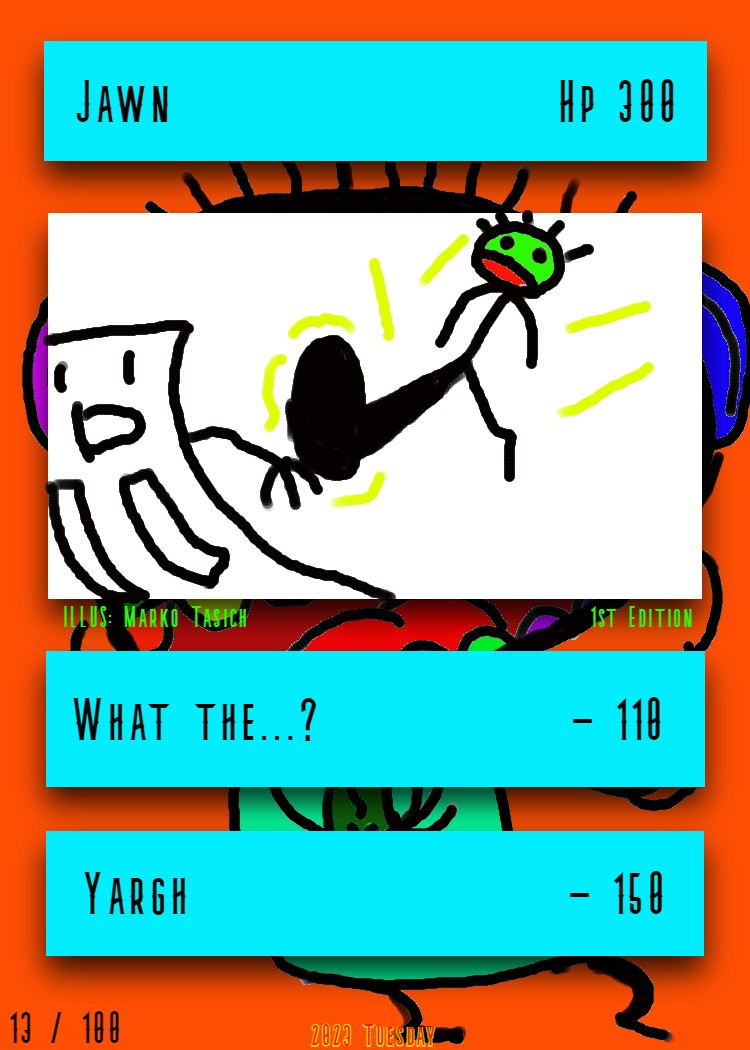 Jawn Hp 300
ILLUS: Marko Tasich 1st Edition
What the...? - 110
Yargh - 150
13 / 100
2023 Tuesday